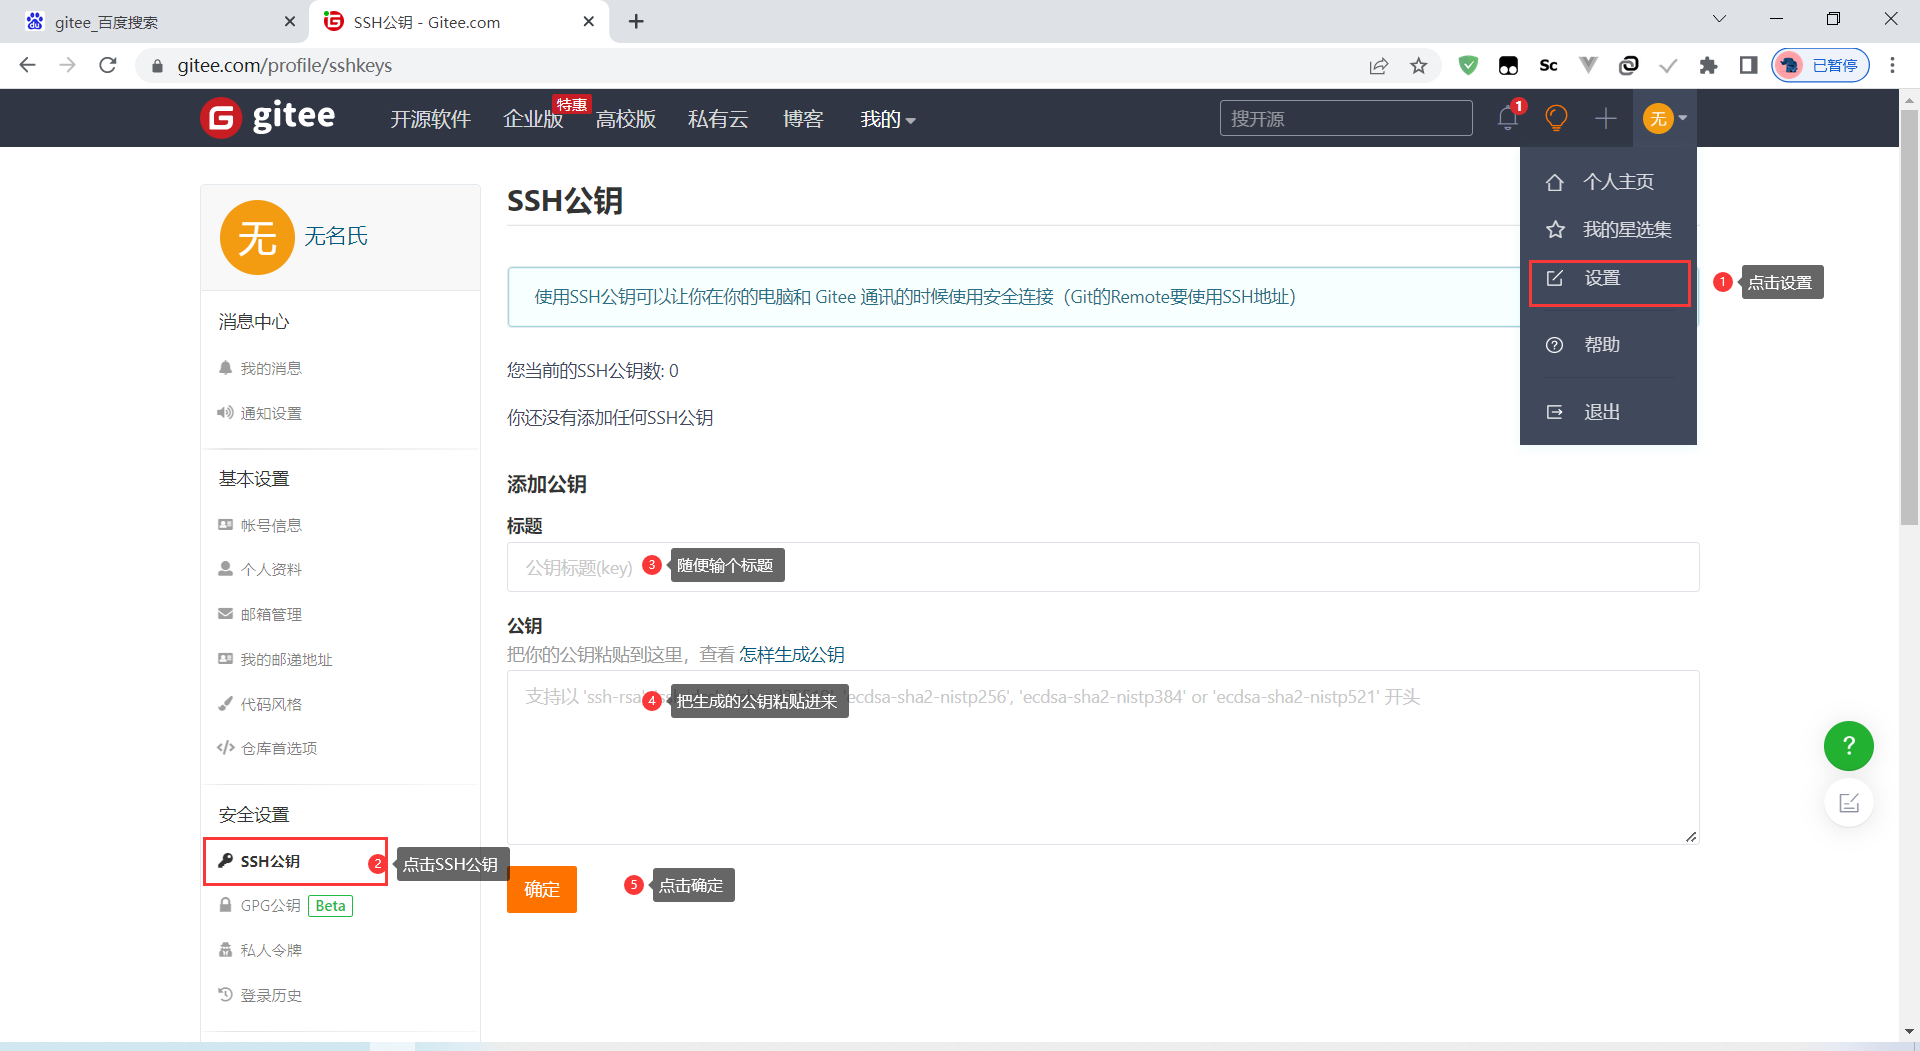 gitee_百度搜索
SSH公钥 - Gitee.com
gitee.com/profile/sshkeys
Sc
已暂停
gitee
开源软件
企业版
特惠
高校版
私有云
博客
我的
搜开源
1
无
个人主页
我的星选集
设置
1 点击设置
帮助
退出
无
无名氏
消息中心
我的消息
通知设置
基本设置
帐号信息
个人资料
邮箱管理
我的邮递地址
代码风格
仓库首选项
安全设置
SSH公钥
2 点击SSH公钥
GPG公钥 Beta
私人令牌
登录历史
SSH公钥
使用SSH公钥可以让你在你的电脑和 Gitee 通讯的时候使用安全连接（Git的Remote要使用SSH地址）
您当前的SSH公钥数: 0
你还没有添加任何SSH公钥
添加公钥
标题
公钥标题(key)
3 随便输个标题
公钥
把你的公钥粘贴到这里，查看 怎样生成公钥
支持以 'ssh-rsa' 'ecdsa-sha2-nistp256', 'ecdsa-sha2-nistp384' or 'ecdsa-sha2-nistp521' 开头
4 把生成的公钥粘贴进来
确定
5 点击确定
?